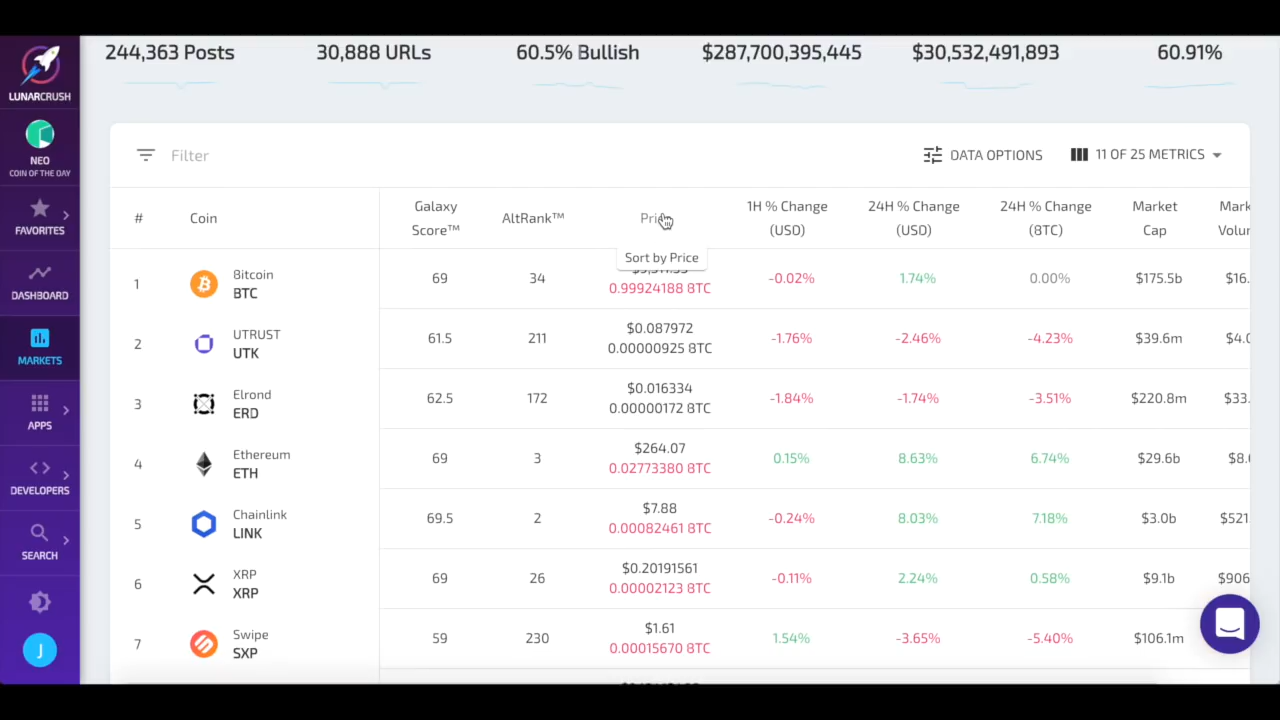 244,363 Posts
30,888 URLs
60.5% Bullish
$287,700,395,445
$30,532,491,893
60.91%
LUNARCRUSH
NEO
COIN OF THE DAY
FAVORITES
DASHBOARD
MARKETS
APPS
DEVELOPERS
SEARCH
J
Filter
DATA OPTIONS
11 OF 25 METRICS
#
Coin
Galaxy
Score™
AltRank™
1H % Change
(USD)
24H % Change
(USD)
24H % Change
(BTC)
Market
Cap
Sort by Price
1
Bitcoin
BTC
69
34
0.99924188 BTC
-0.02%
1.74%
0.00%
$175.5b
$16.
2
UTRUST
UTK
61.5
211
$0.087972
0.00000925 BTC
-1.76%
-2.46%
-4.23%
$39.6m
3
Elrond
ERD
62.5
172
$0.016334
0.00000172 BTC
-1.84%
-1.74%
-3.51%
$220.8m
$33.
4
Ethereum
ETH
69
3
$264.07
0.02773380 BTC
0.15%
8.63%
6.74%
$29.6b
$8.
5
Chainlink
LINK
69.5
2
$7.88
0.00082461 BTC
-0.24%
8.03%
7.18%
$3.0b
$521
6
XRP
XRP
69
26
$0.20191561
0.00002123 BTC
-0.11%
2.24%
0.58%
$9.1b
$906
7
Swipe
SXP
59
230
$1.61
0.00015670 BTC
1.54%
-3.65%
-5.40%
$106.1m